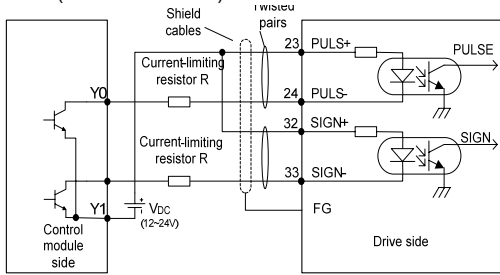 Shield
cables
Twisted
pairs
23 PULS+
PULSE
Current-limiting
resistor R
Y0
24 PULS-
32 SIGN+
SIGN
Current-limiting
resistor R
33 SIGN-
Y1
VDC
(12~24V)
FG
Control
module
side
Drive side